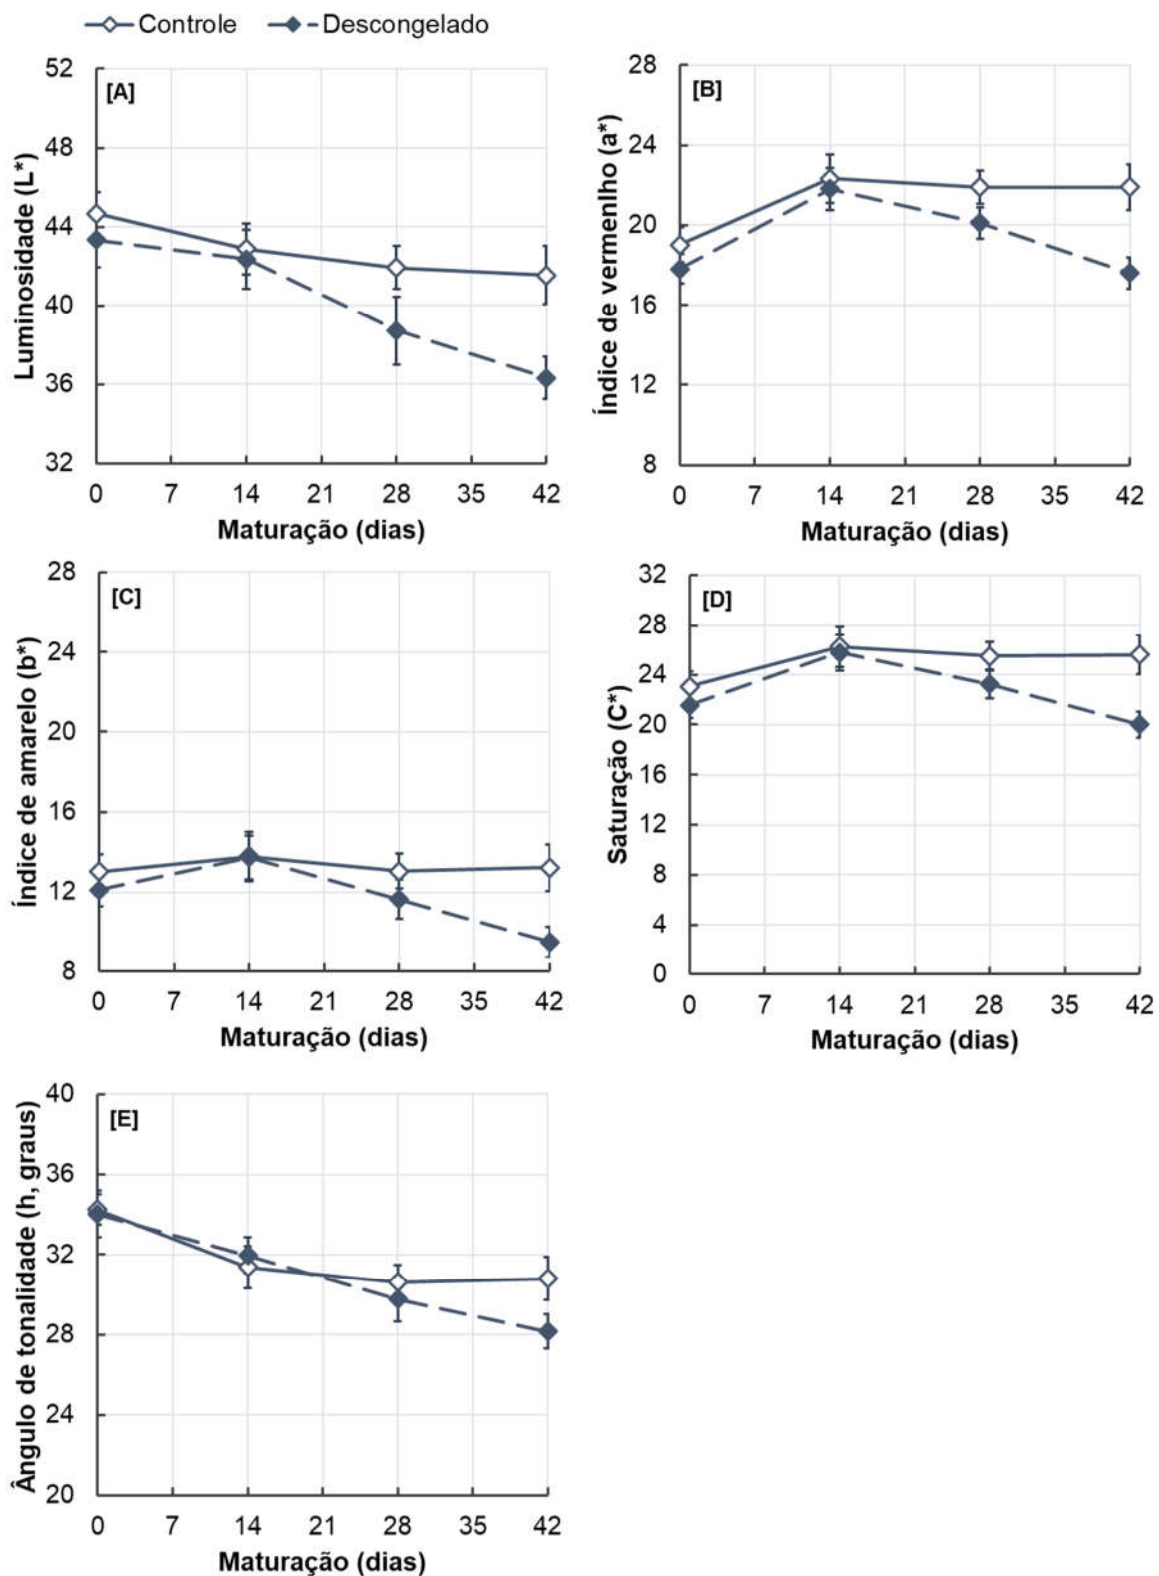 Controle Descongelado
[A]
Luminosidade (L*)
52
48
44
40
36
32
0 7 14 21 28 35 42
Maturação (dias)
[B]
Índice de vermenlho (a*)
28
24
20
16
12
8
0 7 14 21 28 35 42
Maturação (dias)
[C]
Índice de amarelo (b*)
28
24
20
16
12
8
0 7 14 21 28 35 42
Maturação (dias)
[D]
Saturação (C*)
32
28
24
20
16
12
8
4
0
0 7 14 21 28 35 42
Maturação (dias)
[E]
Ângulo de tonalidade (h, graus)
40
36
32
28
24
20
0 7 14 21 28 35 42
Maturação (dias)